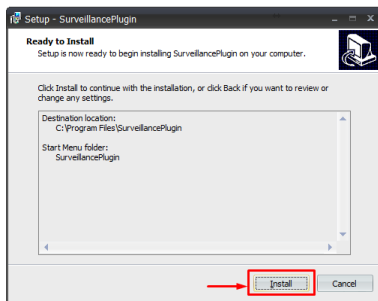 Setup - SurveillancePlugin
Ready to Install
Setup is now ready to begin installing SurveillancePlugin on your computer.
Click Install to continue with the installation, or click Back if you want to review or
change any settings.
Destination location:
C:\Program Files\SurveillancePlugin
Start Menu folder:
SurveillancePlugin
Install
Cancel